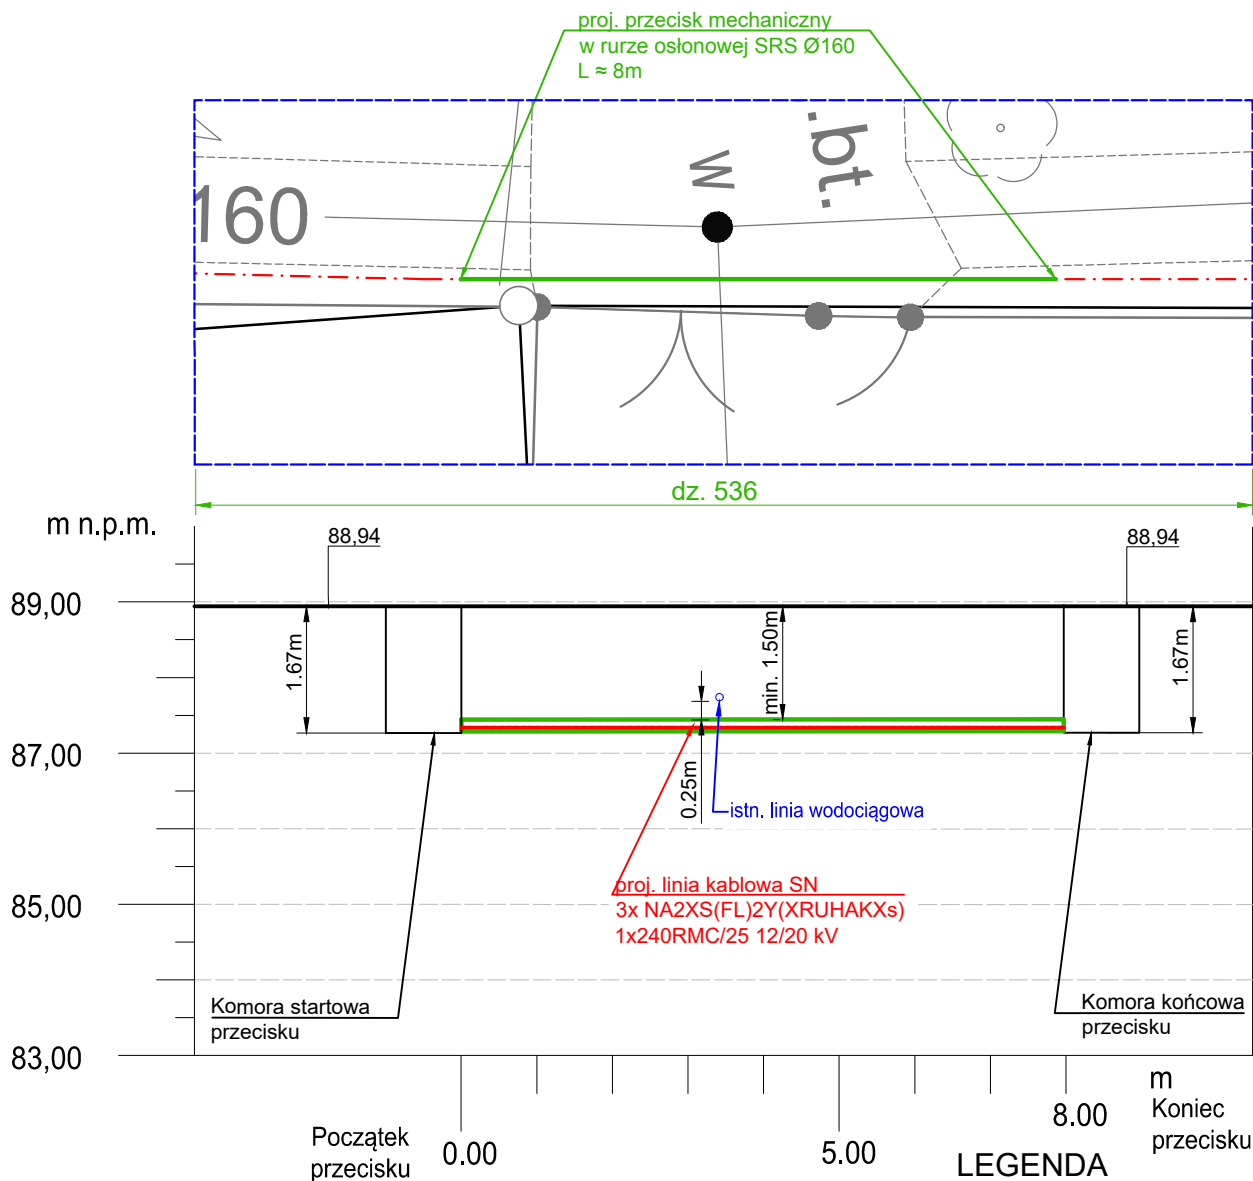 proj. przecisk mechaniczny
w rurze osłonowej SRS Ø160
L ≈ 8m
160
w
.bt.
dz. 536
m n.p.m.
88,94
88,94
89,00
1.67m
min. 1.50m
1.67m
87,00
0.25m
istn. linia wodociągowa
proj. linia kablowa SN
3x NA2XS(FL)2Y(XRUHAKXs)
1x240RMC/25 12/20 kV
85,00
Komora startowa
przecisku
Komora końcowa
przecisku
83,00
m
Początek
przecisku
0.00
5.00
8.00
Koniec
przecisku
LEGENDA